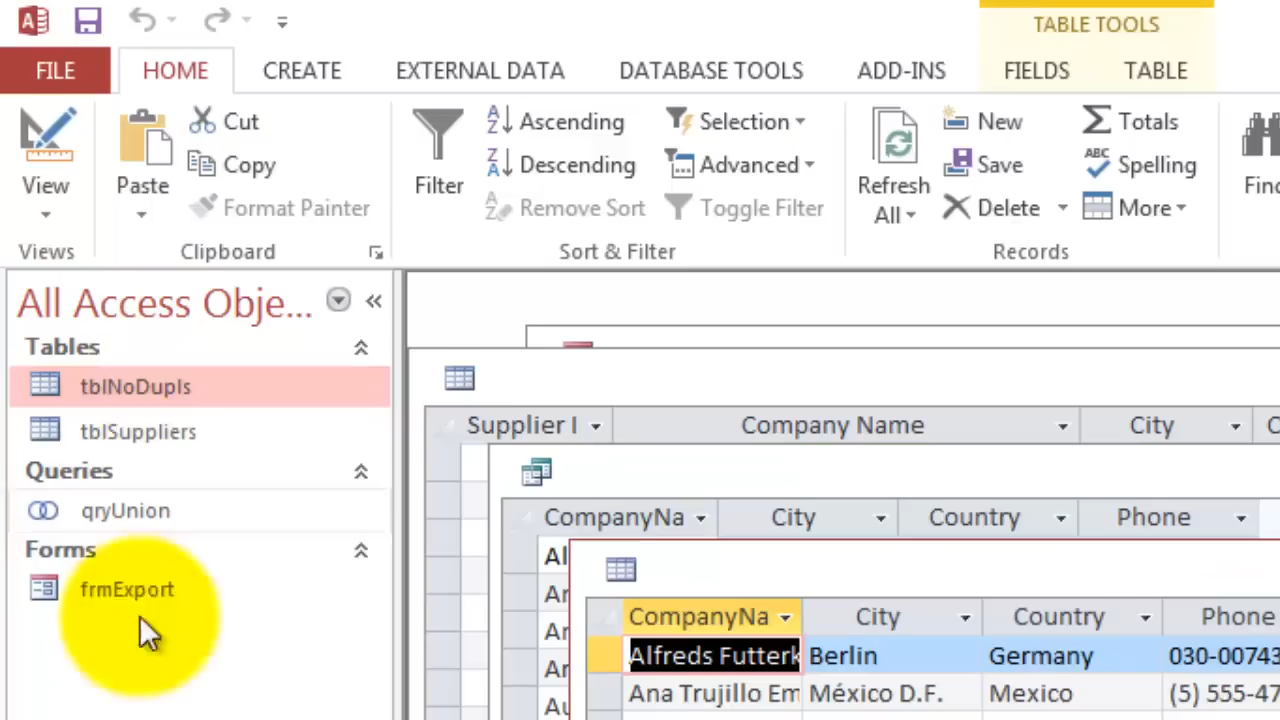 TABLE TOOLS
FILE HOME CREATE EXTERNAL DATA DATABASE TOOLS ADD-INS FIELDS TABLE
Cut Ascending Selection New Totals
View Paste Copy Filter Descending Advanced Refresh All Save Spelling
Format Painter Remove Sort Toggle Filter Delete More
Views Clipboard Sort & Filter Records
All Access Obje...
Tables
tblNoDupls
tblSuppliers
Queries
qryUnion
Forms
frmExport
Supplier I Company Name City
CompanyNa City Country Phone
CompanyNa City Country Phone
Alfreds Futterk Berlin Germany 030-00743
Ana Trujillo Em México D.F. Mexico (5) 555-47